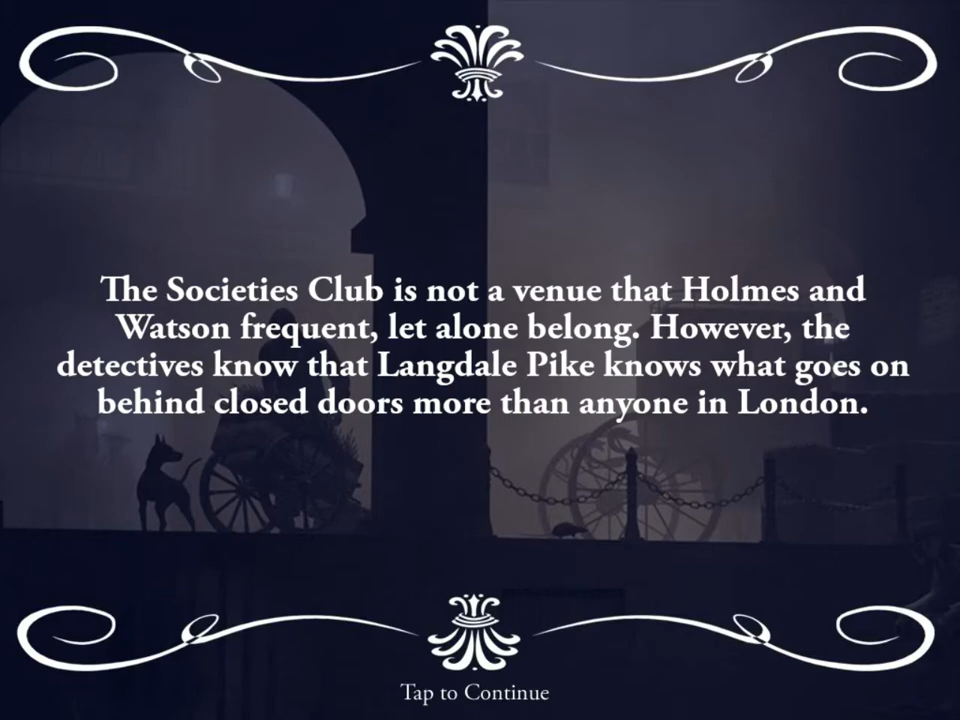 The Societies Club is not a venue that Holmes and
Watson frequent, let alone belong. However, the
detectives know that Langdale Pike knows what goes on
behind closed doors more than anyone in London.
Tap to Continue